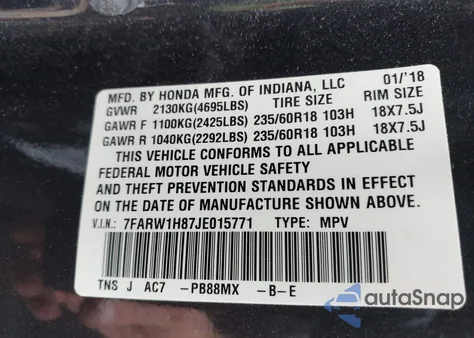 MFD. BY HONDA MFG. OF INDIANA, LLC 01/'18
GVWR 2130KG(4695LBS) TIRE SIZE RIM SIZE
GAWR F 1100KG(2425LBS) 235/60R18 103H 18X7.5J
GAWR R 1040KG(2292LBS) 235/60R18 103H 18X7.5J
THIS VEHICLE CONFORMS TO ALL APPLICABLE
FEDERAL MOTOR VEHICLE SAFETY
AND THEFT PREVENTION STANDARDS IN EFFECT
ON THE DATE OF MANUFACTURE SHOWN ABOVE.
V.I.N.: 7FARW1H87JE015771 TYPE: MPV
TNS J AC7 -PB88MX -B-E
autoSnap